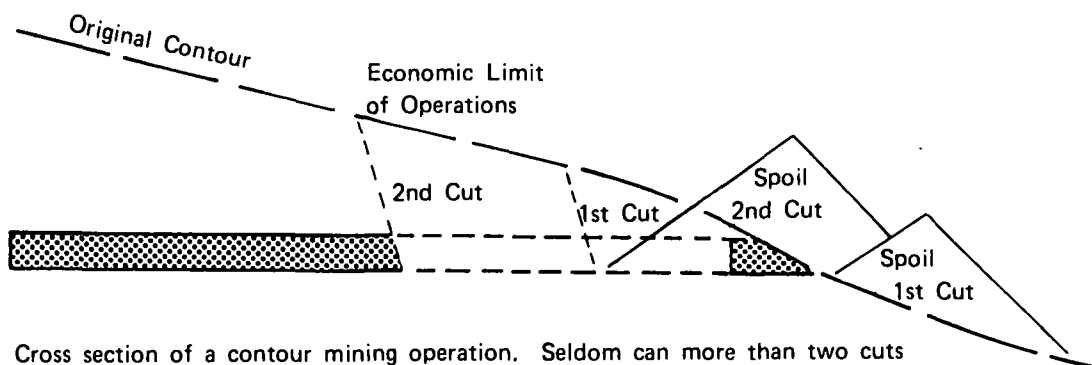 Original Contour
Economic Limit
of Operations
2nd Cut
1st Cut
Spoil
2nd Cut
Spoil
1st Cut
Cross section of a contour mining operation. Seldom can more than two cuts